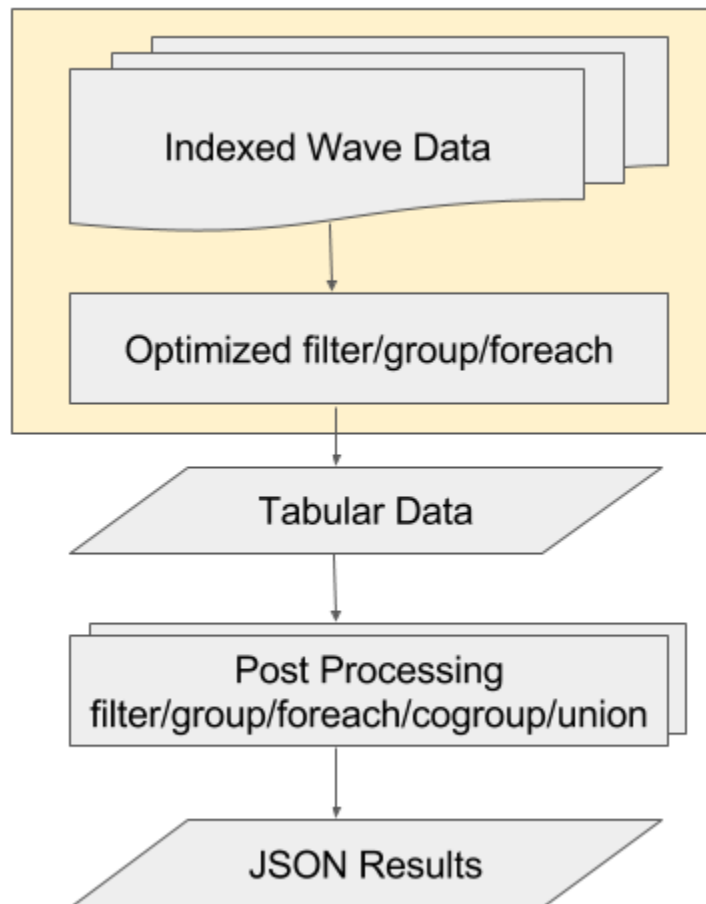 Indexed Wave Data
Optimized filter/group/foreach
Tabular Data
Post Processing
filter/group/foreach/cogroup/union
JSON Results